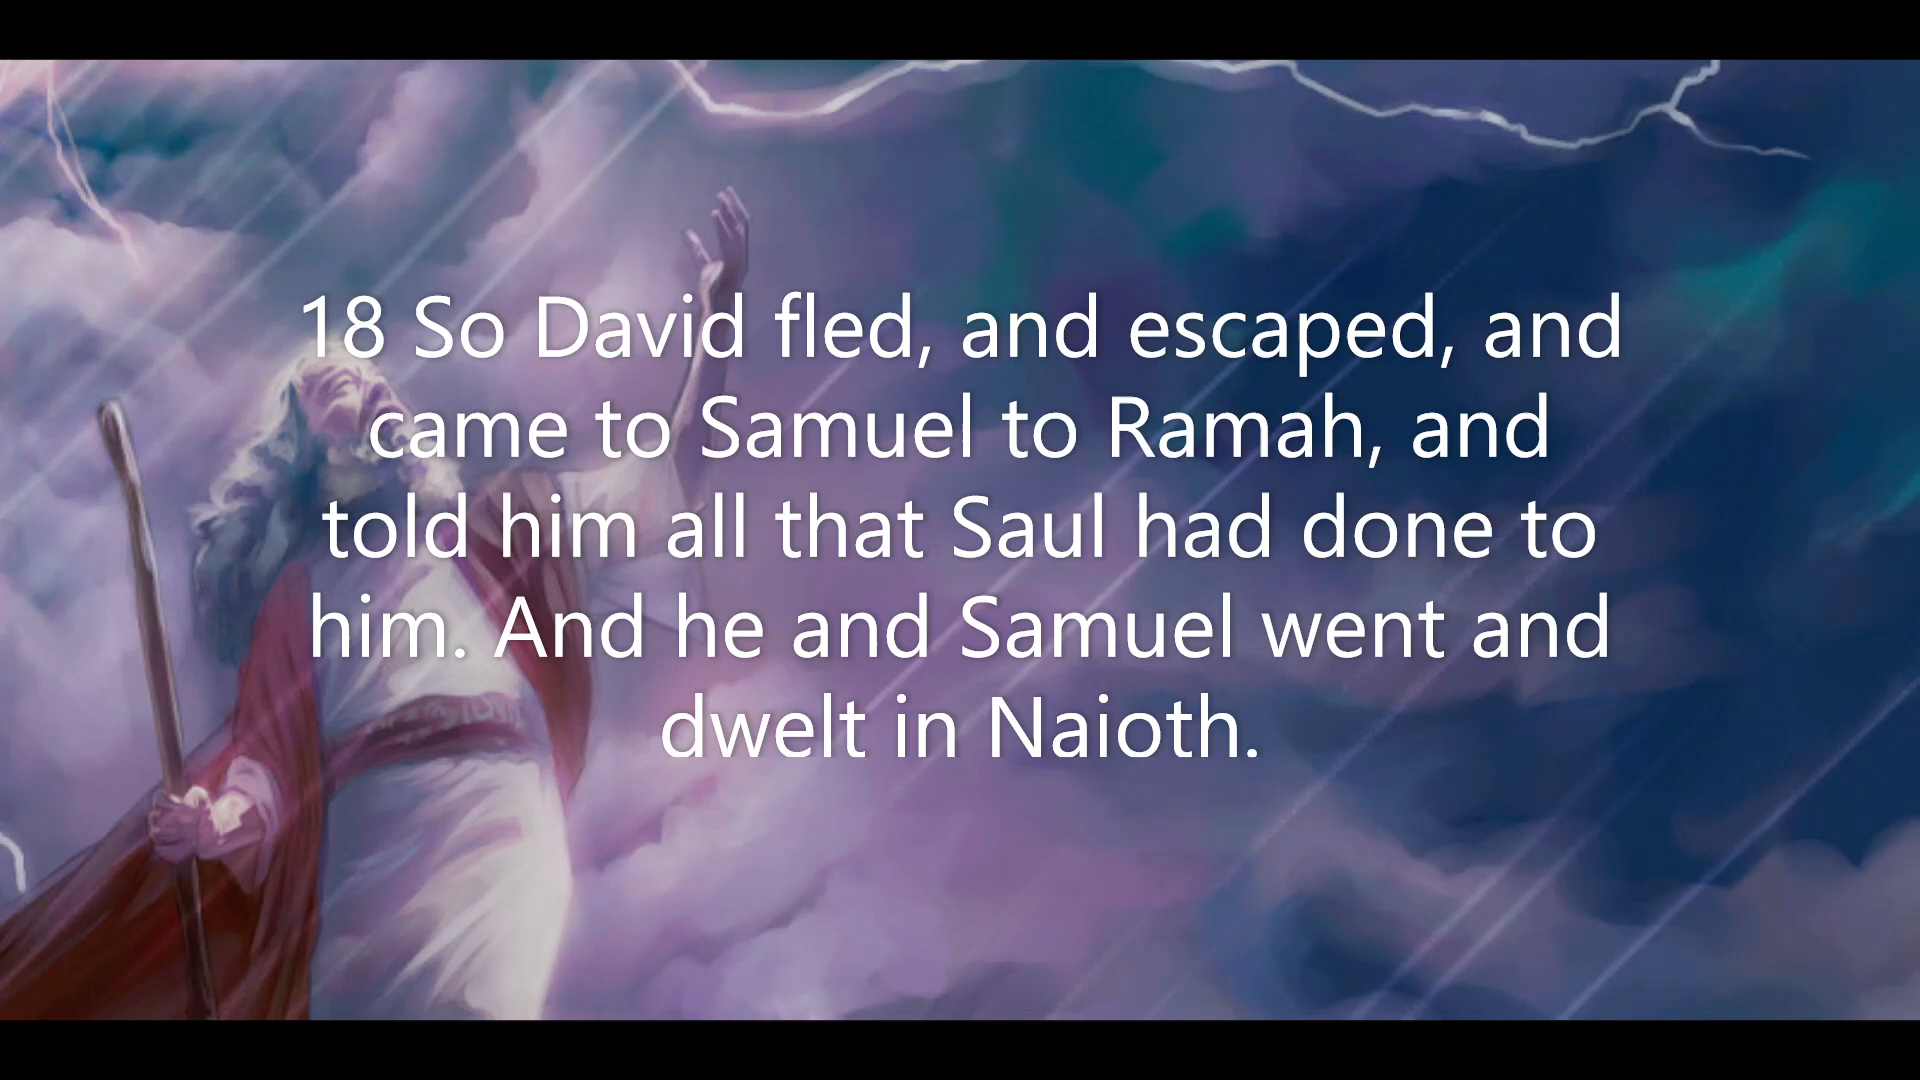 18 So David fled, and escaped, and
came to Samuel to Ramah, and
told him all that Saul had done to
him. And he and Samuel went and
dwelt in Naioth.